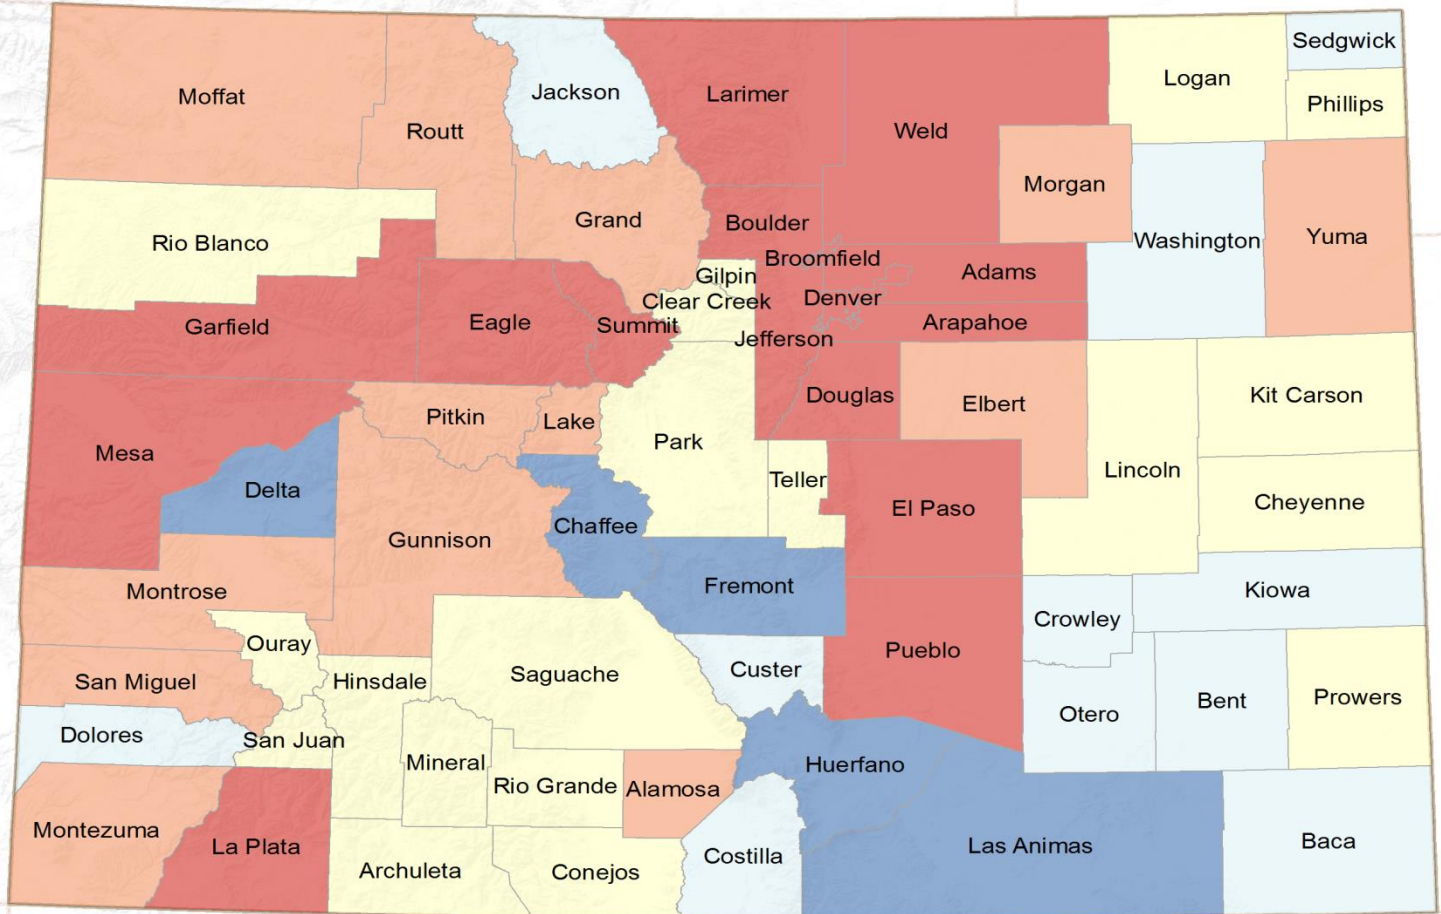 Sedgwick
Logan
Jackson
Larimer
Moffat
Phillips
Routt
Weld
Morgan
Grand
Boulder
Yuma
Rio Blanco
Washington
Broomfield
Gilpin
Adams
Clear Creek
Denver
Garfield
Eagle
Summit
Arapahoe
Jefferson
Douglas
Kit Carson
Elbert
Pitkin
Lake
Park
Mesa
Lincoln
Teller
Delta
Cheyenne
El Paso
Chaffee
Gunnison
Fremont
Montrose
Kiowa
Crowley
Ouray
Pueblo
Custer
Saguache
San Miguel
Hinsdale
Prowers
Bent
Otero
Dolores
San Juan
Mineral
Huerfano
Rio Grande
Alamosa
Montezuma
La Plata
Las Animas
Baca
Costilla
Archuleta
Conejos